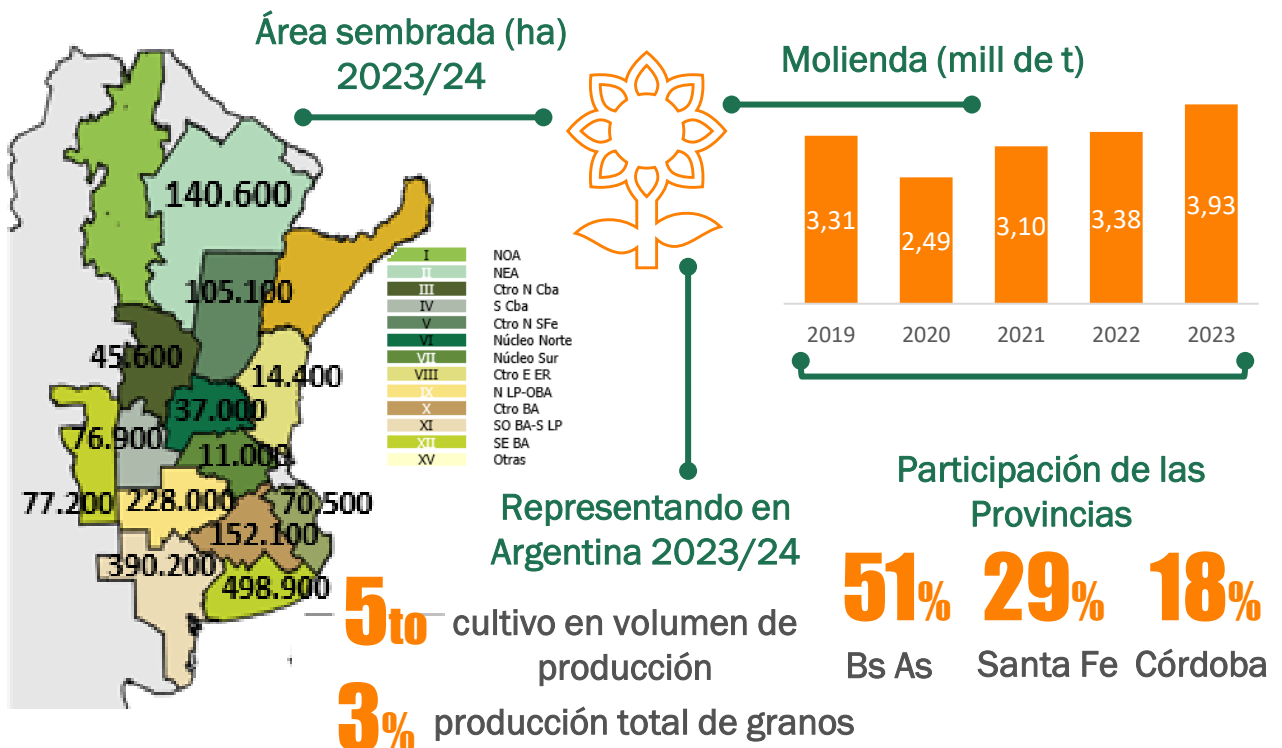 Área sembrada (ha)
2023/24
Molienda (mill de t)
140.600
105.100
45.600
14.400
37.000
76.900
11.000
77.200
228.000
70.500
152.100
390.200
498.900
I NOA
II NEA
III Ctro N Cba
IV S Cba
V Ctro N SFe
VI Núcleo Norte
VII Núcleo Sur
VIII Ctro E ER
IX N LP-OBA
X Ctro BA
XI SO BA-S LP
XII SE BA
XV Otras
3,31
2,49
3,10
3,38
3,93
2019 2020 2021 2022 2023
Representando en
Argentina 2023/24
5to cultivo en volumen de
producción
3% producción total de granos
Participación de las
Provincias
51% 29% 18%
Bs As Santa Fe Córdoba